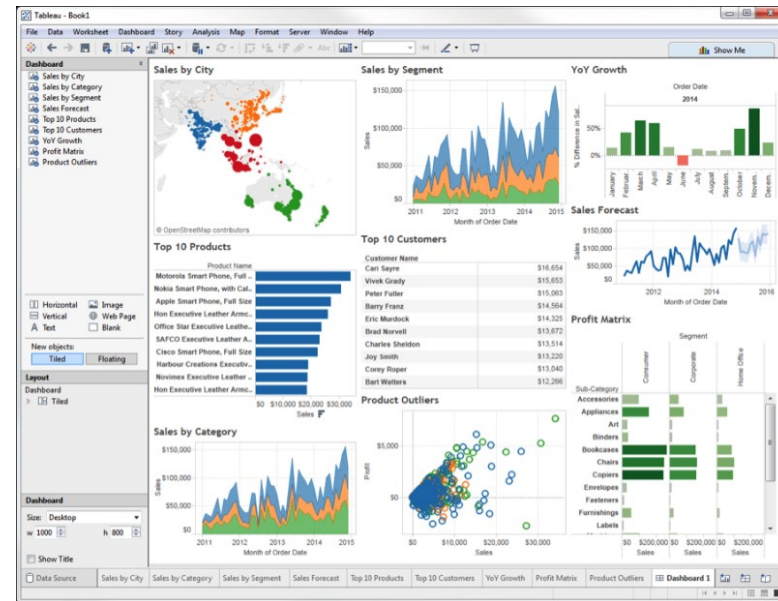 Tableau - Book1
File Data Worksheet Dashboard Story Analysis Map Format Server Window Help
Abc
Show Me
Dashboard
Sales by City
Sales by Category
Sales by Segment
Sales Forecast
Top 10 Products
Top 10 Customers
YoY Growth
Profit Matrix
Product Outliers
Horizontal Image
Vertical Web Page
A Text Blank
New objects:
Tiled Floating
Layout
Dashboard
Tiled
Dashboard
Size: Desktop
w 1000 h 800
Show Title
Sales by City
© OpenStreetMap contributors
Sales by Segment
Sales
$150,000
$100,000
$50,000
$0
2011 2012 2013 2014 2015
Month of Order Date
YoY Growth
Order Date
2014
% Difference in Sal..
50%
0%
January
Februar..
March
April
May
June
July
August
Septem..
October
Novem..
Decem..
Sales Forecast
Sales
$150,000
$100,000
$50,000
$0
2012 2014 2016
Month of Order Date
Top 10 Products
Product Name
Motorola Smart Phone, Full ..
Nokia Smart Phone, with Cal..
Apple Smart Phone, Full Size
Hon Executive Leather Armc..
Office Star Executive Leathe..
SAFCO Executive Leather A..
Cisco Smart Phone, Full Size
Harbour Creations Executiv..
Novimex Executive Leather ..
Hon Executive Leather Armc..
$0 $10,000 $20,000 $30,000
Sales
Top 10 Customers
Customer Name
Cari Sayre $16,654
Vivek Grady $15,653
Peter Fuller $15,063
Barry Franz $14,564
Eric Murdock $14,325
Brad Norvell $13,672
Charles Sheldon $13,514
Joy Smith $13,220
Corey Roper $13,040
Bart Watters $12,266
Profit Matrix
Segment
Sub-Category
Consumer
Corporate
Home Office
Accessories
Appliances
Art
Binders
Bookcases
Chairs
Copiers
Envelopes
Fasteners
Furnishings
Labels
$0 $200,000 $0 $200,000 $0 $200,000
Sales Sales Sales
Sales by Category
Sales
$150,000
$100,000
$50,000
$0
2011 2012 2013 2014 2015
Month of Order Date
Product Outliers
Profit
$5,000
$0
$0 $10,000 $20,000 $30,000
Sales
Data Source Sales by City Sales by Category Sales by Segment Sales Forecast Top 10 Products Top 10 Customers YoY Growth Profit Matrix Product Outliers Dashboard 1